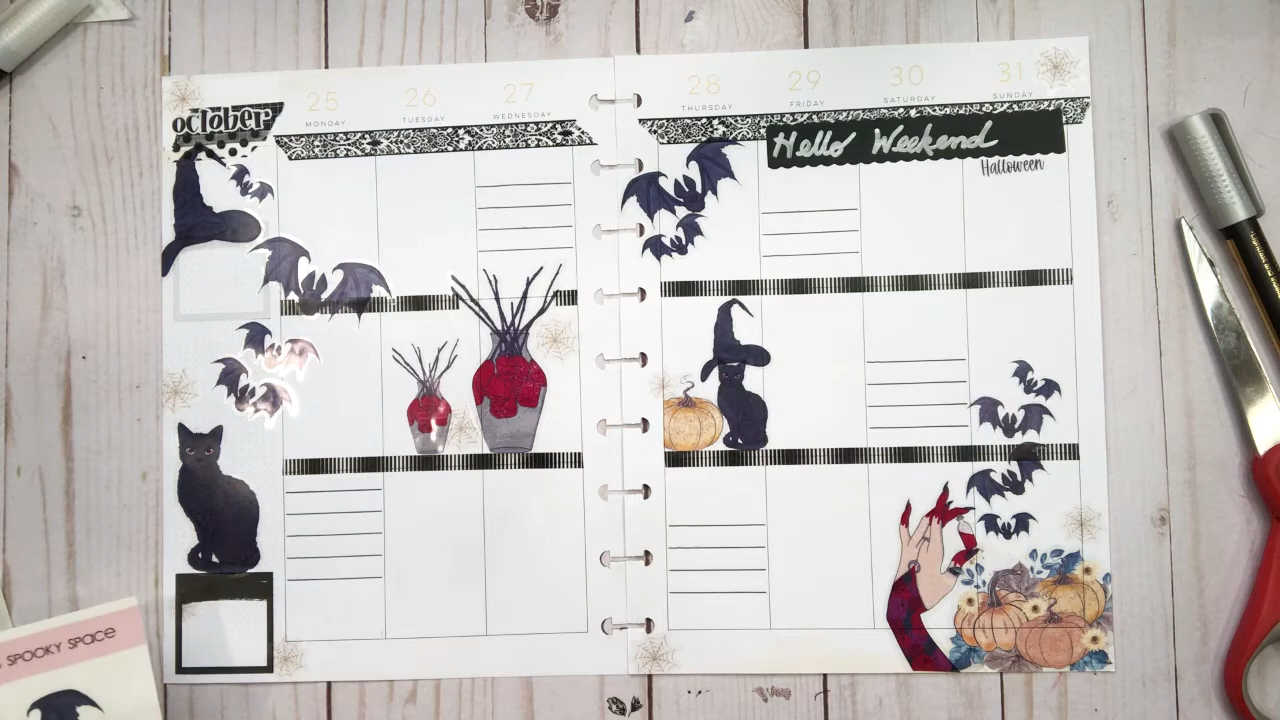 october
25
MONDAY
26
TUESDAY
27
WEDNESDAY
28
THURSDAY
29
FRIDAY
30
SATURDAY
31
SUNDAY
Hello Weekend
Halloween
SPOOKY SPACE